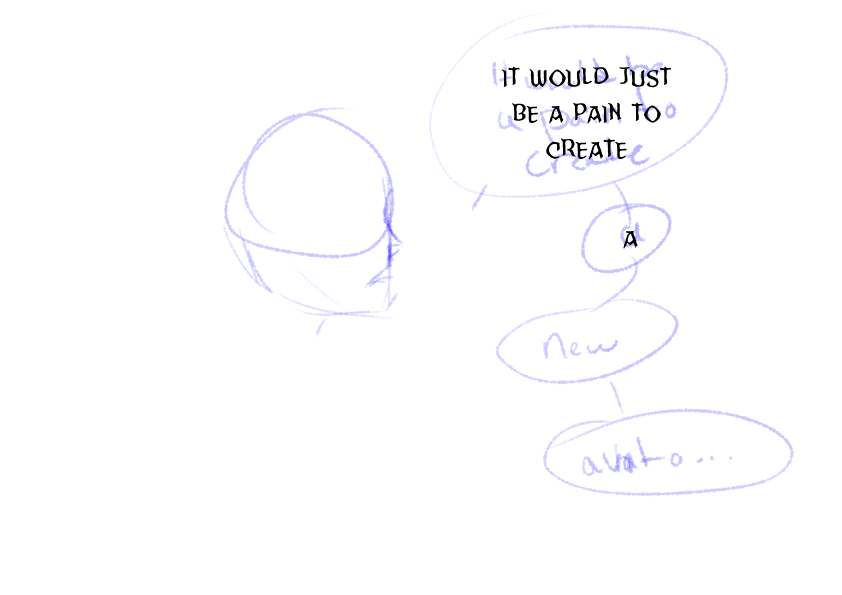 IT WOULD JUST
BE A PAIN TO
CREATE
A
new
avata...